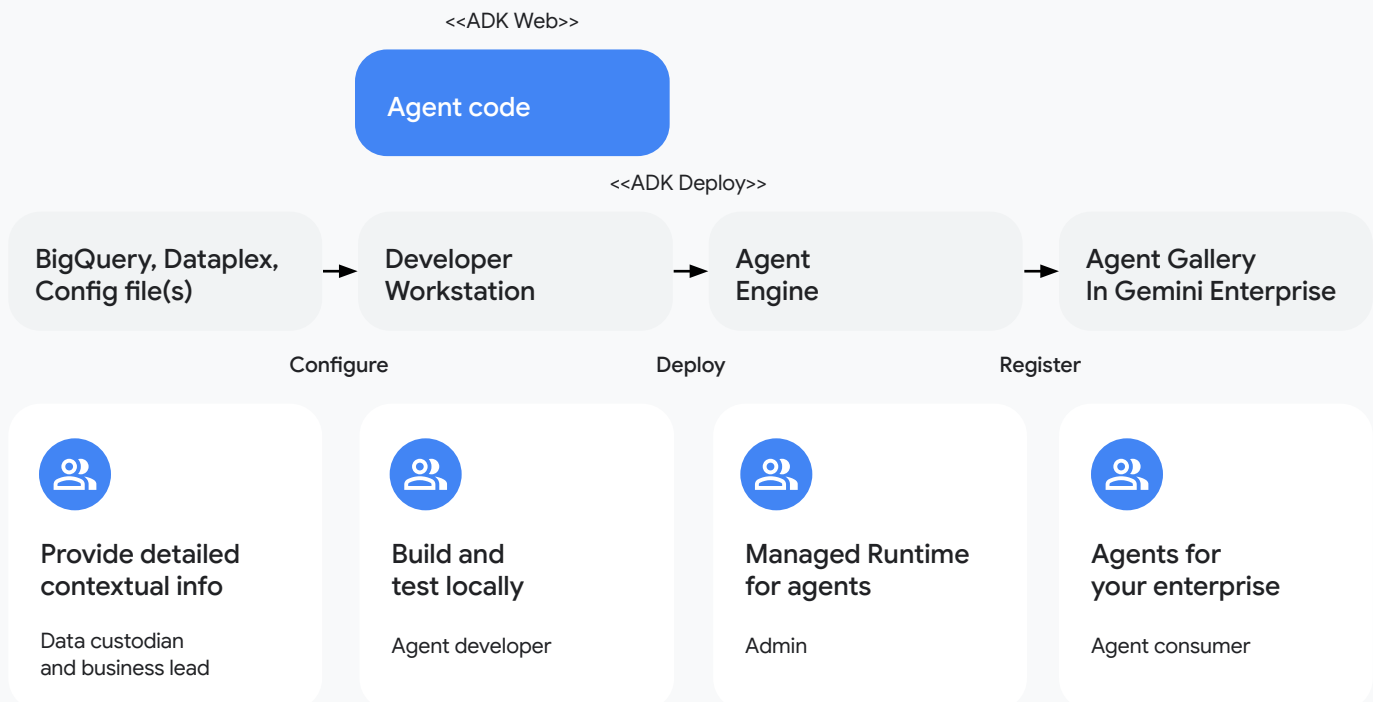 <<ADK Web>>
Agent code
<<ADK Deploy>>
BigQuery, Dataplex,
Config file(s)
Developer
Workstation
Agent
Engine
Agent Gallery
In Gemini Enterprise
Configure
Deploy
Register
Provide detailed
contextual info
Data custodian
and business lead
Build and
test locally
Agent developer
Managed Runtime
for agents
Admin
Agents for
your enterprise
Agent consumer